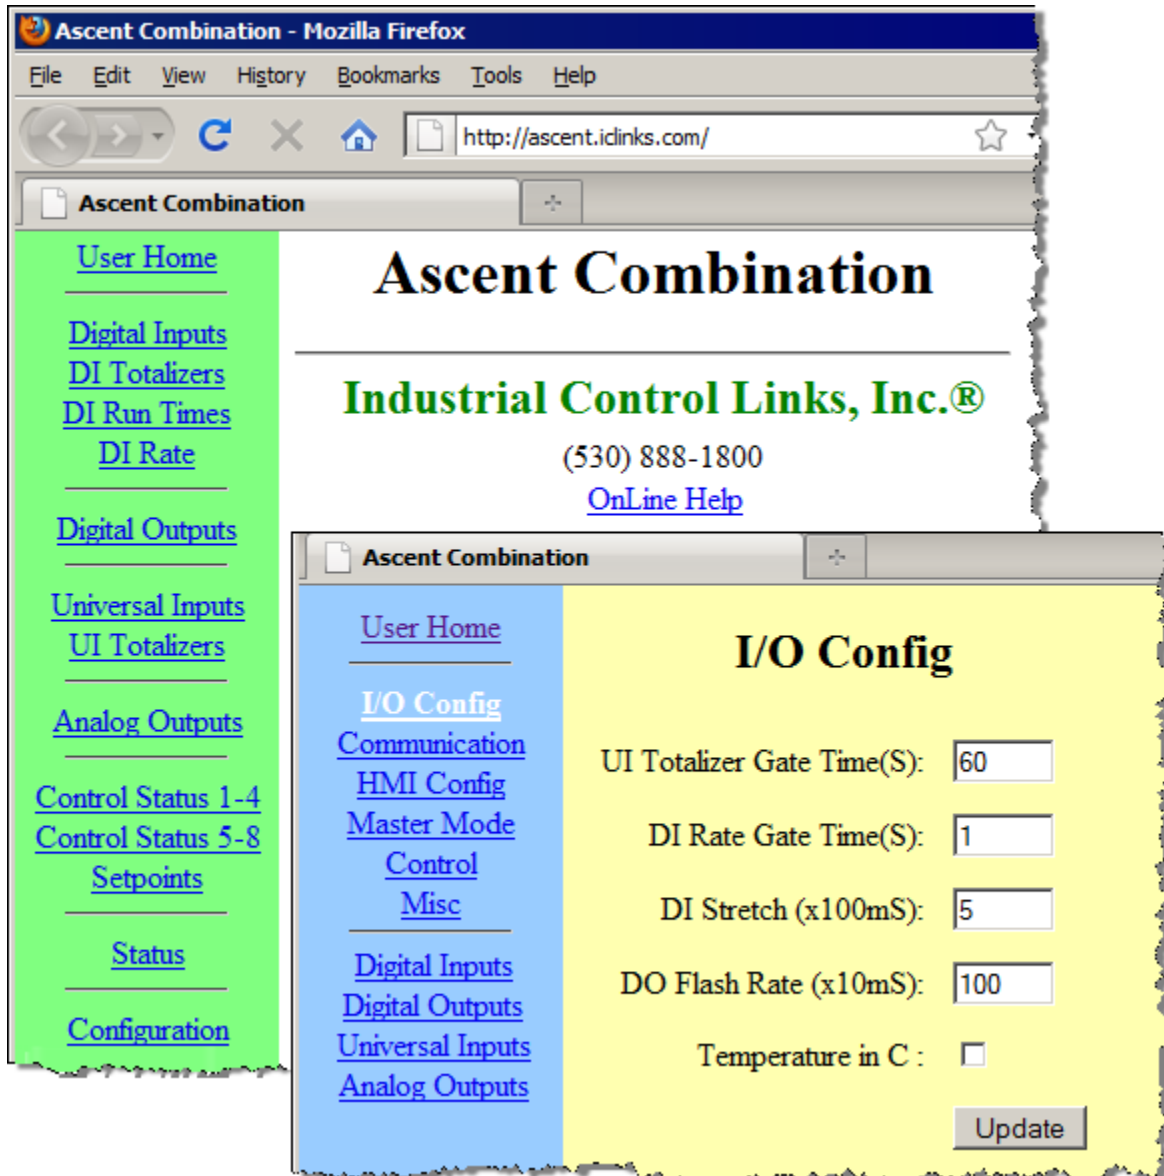 Ascent Combination - Mozilla Firefox
File Edit View History Bookmarks Tools Help
http://ascent.iclinks.com/
Ascent Combination
User Home
Digital Inputs
DI Totalizers
DI Run Times
DI Rate
Digital Outputs
Universal Inputs
UI Totalizers
Analog Outputs
Control Status 1-4
Control Status 5-8
Setpoints
Status
Configuration
Ascent Combination
Industrial Control Links, Inc.®
(530) 888-1800
OnLine Help
Ascent Combination
User Home
I/O Config
Communication
HMI Config
Master Mode
Control
Misc
Digital Inputs
Digital Outputs
Universal Inputs
Analog Outputs
I/O Config
UI Totalizer Gate Time(S): 60
DI Rate Gate Time(S): 1
DI Stretch (x100mS): 5
DO Flash Rate (x10mS): 100
Temperature in C :
Update